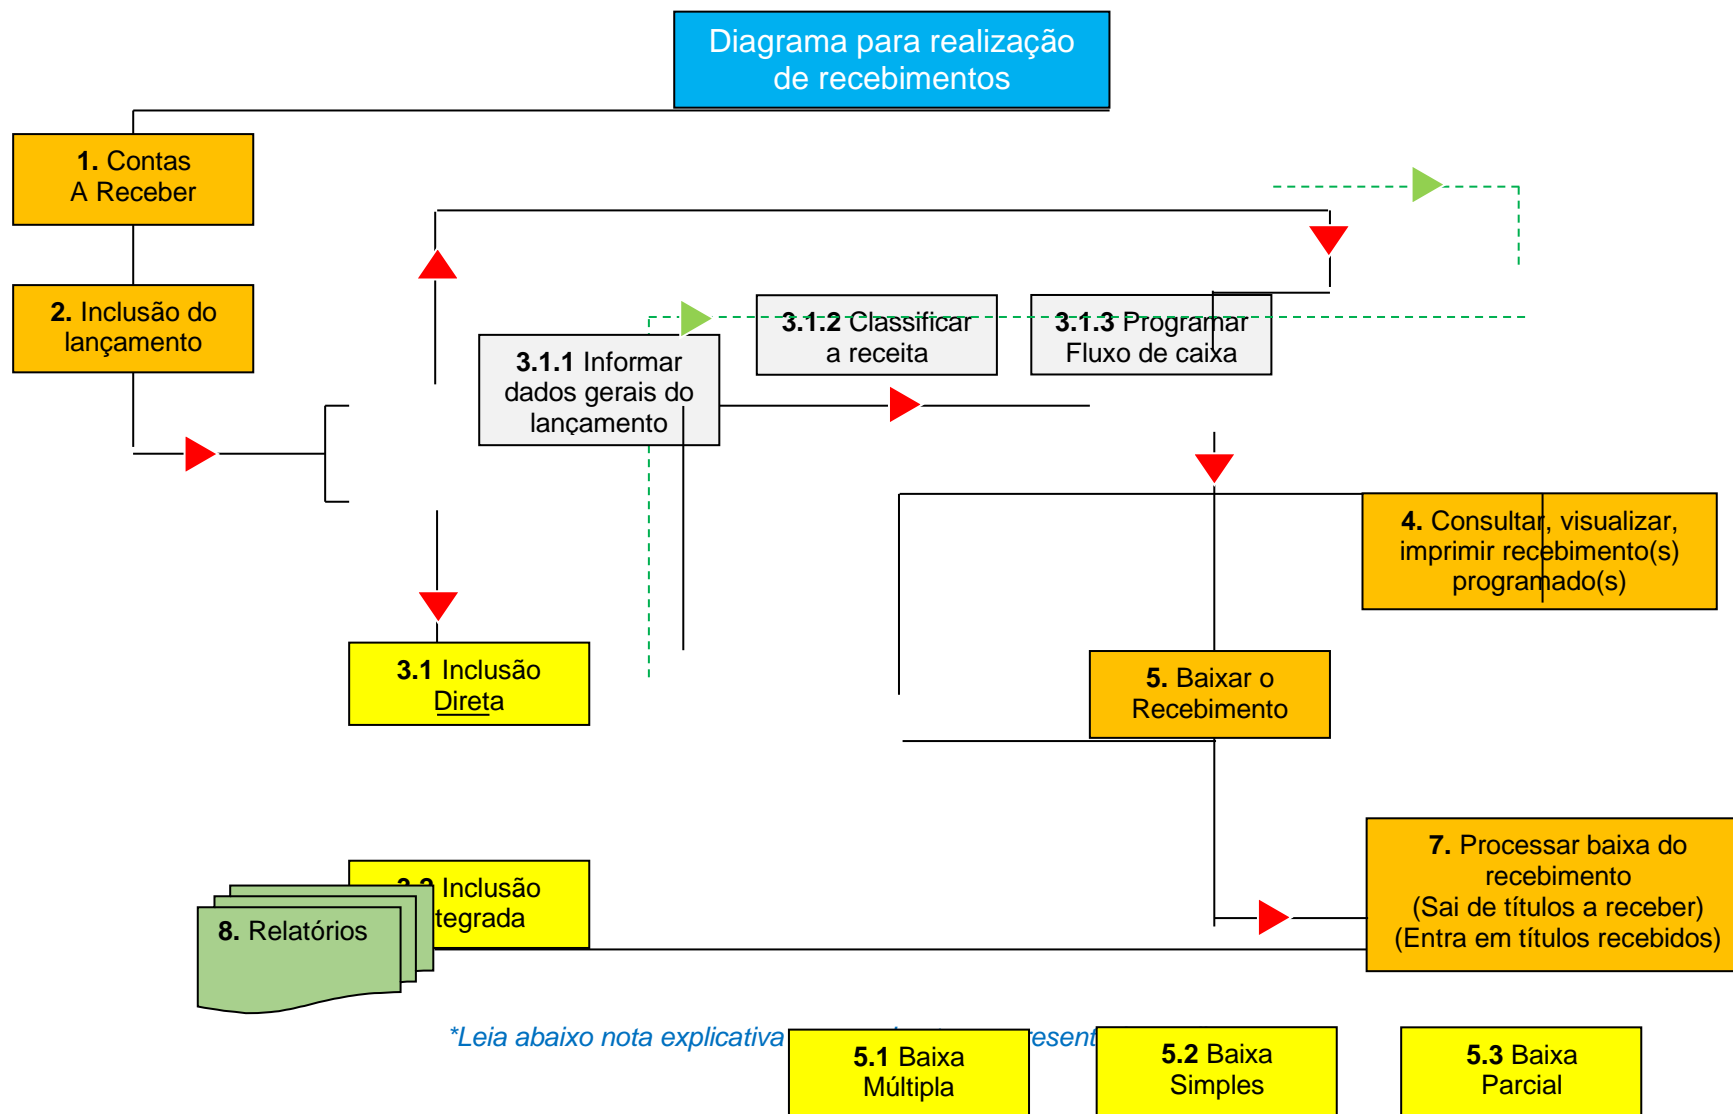 Diagrama para realização
de recebimentos
1. Contas
A Receber
2. Inclusão do
lançamento
3.1.1 Informar
dados gerais do
lançamento
3.1.2 Classificar
a receita
3.1.3 Programar
Fluxo de caixa
4. Consultar, visualizar,
imprimir recebimento(s)
programado(s)
3.1 Inclusão
Direta
5. Baixar o
Recebimento
7. Processar baixa do
recebimento
(Sai de títulos a receber)
(Entra em títulos recebidos)
Inclusão
8. Relatórios
*Leia abaixo nota explicativa
5.1 Baixa
Múltipla
5.2 Baixa
Simples
5.3 Baixa
Parcial